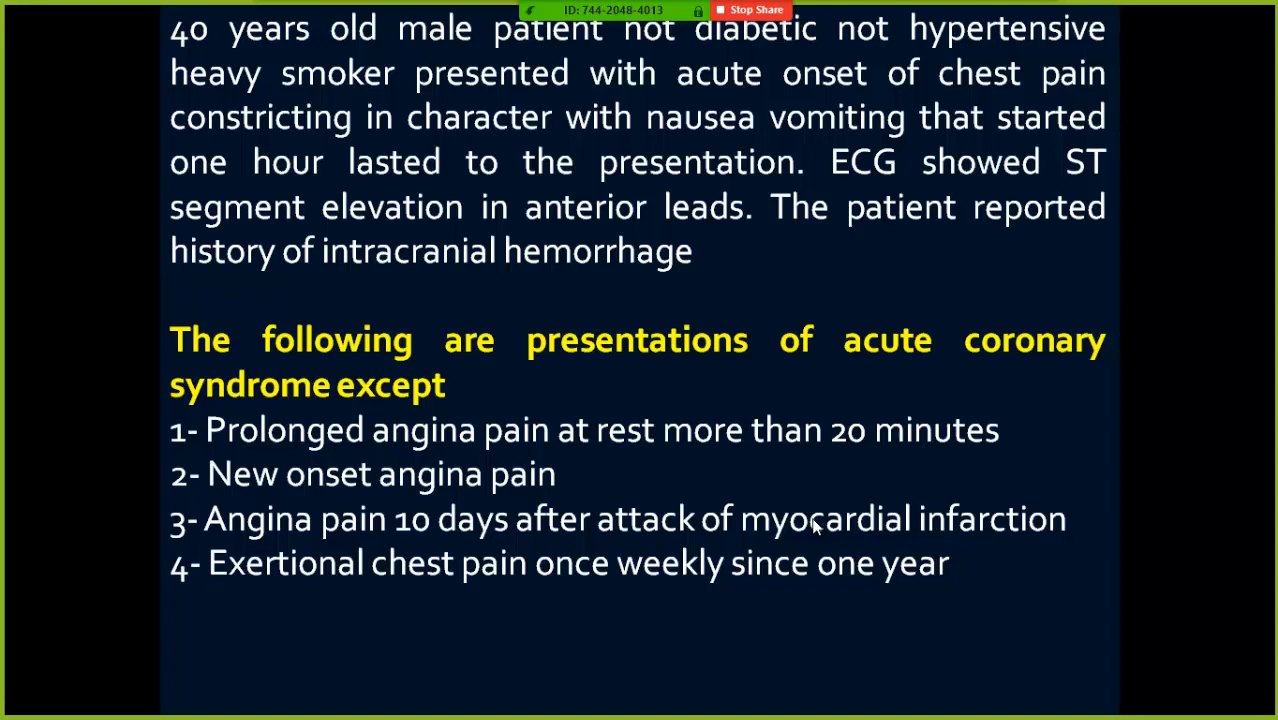 ID: 744-2048-4013 Stop Share
40 years old male patient not diabetic not hypertensive
heavy smoker presented with acute onset of chest pain
constricting in character with nausea vomiting that started
one hour lasted to the presentation. ECG showed ST
segment elevation in anterior leads. The patient reported
history of intracranial hemorrhage
The following are presentations of acute coronary
syndrome except
1- Prolonged angina pain at rest more than 20 minutes
2- New onset angina pain
3- Angina pain 10 days after attack of myocardial infarction
4- Exertional chest pain once weekly since one year